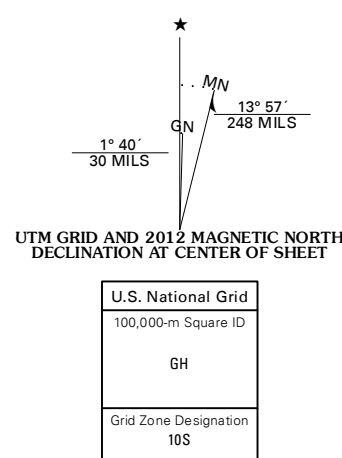 ★
MN
GN
13° 57´
248 MILS
1° 40´
30 MILS
UTM GRID AND 2012 MAGNETIC NORTH
DECLINATION AT CENTER OF SHEET
U.S. National Grid
100,000-m Square ID
GH
Grid Zone Designation
10S